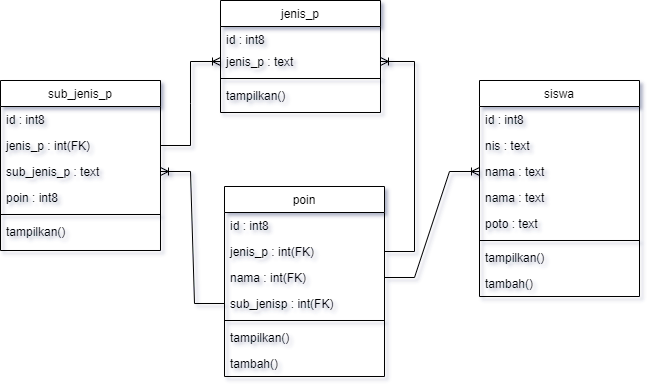 jenis_p
id : int8
jenis_p : text
tampilkan()
sub_jenis_p
id : int8
jenis_p : int(FK)
sub_jenis_p : text
poin : int8
tampilkan()
siswa
id : int8
nis : text
nama : text
nama : text
poto : text
tampilkan()
tambah()
poin
id : int8
jenis_p : int(FK)
nama : int(FK)
sub_jenisp : int(FK)
tampilkan()
tambah()